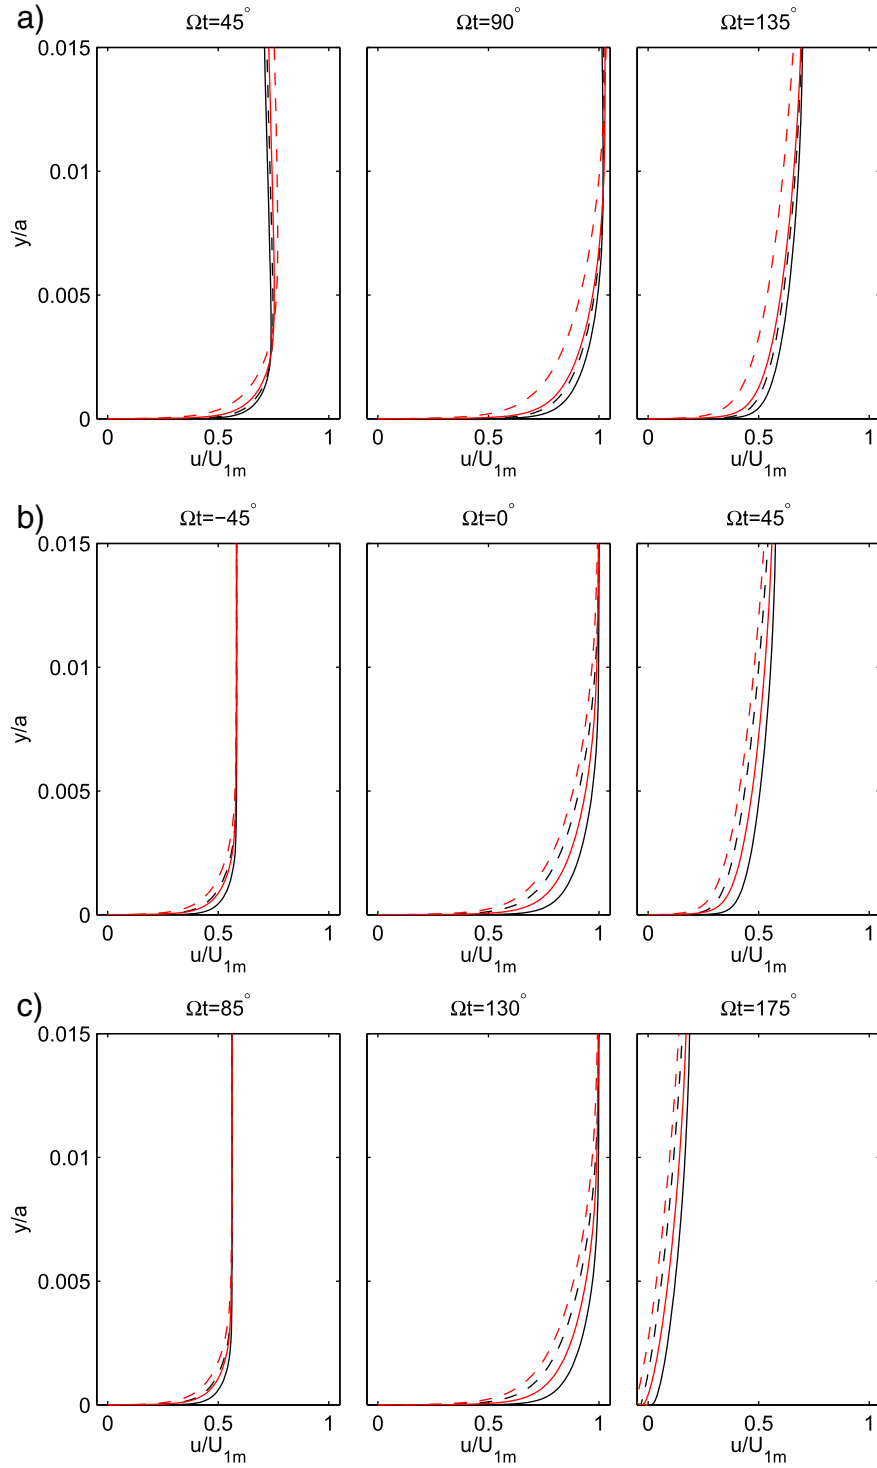 a)
Ωt=45° Ωt=90° Ωt=135°
0.015
0.01
y/a
0.005
0
0 0.5 1 0 0.5 1 0 0.5 1
u/U1m u/U1m u/U1m
b)
Ωt=−45° Ωt=0° Ωt=45°
0.015
0.01
y/a
0.005
0
0 0.5 1 0 0.5 1 0 0.5 1
u/U1m u/U1m u/U1m
c)
Ωt=85° Ωt=130° Ωt=175°
0.015
0.01
y/a
0.005
0
0 0.5 1 0 0.5 1 0 0.5 1
u/U1m u/U1m u/U1m